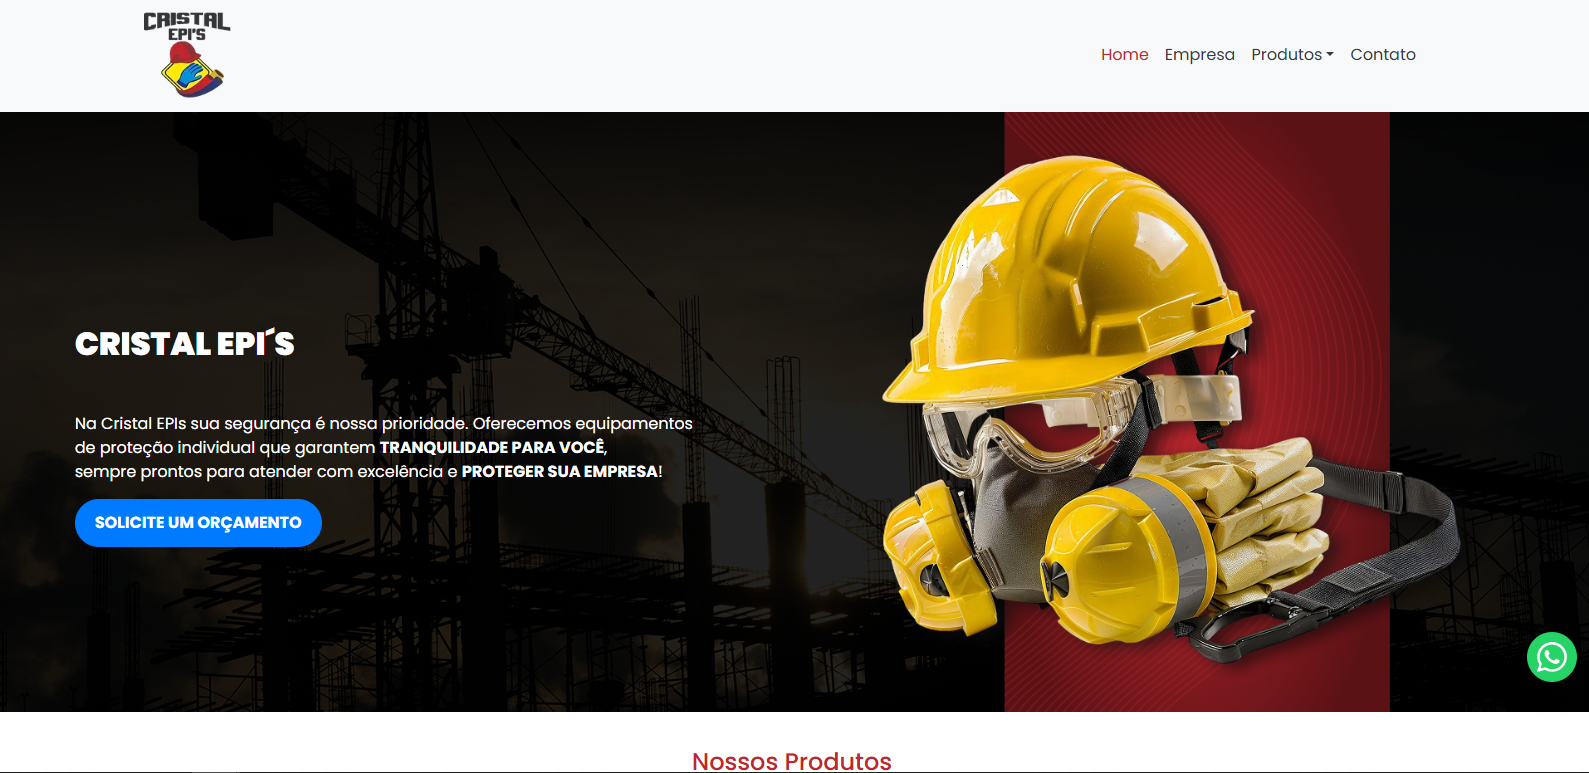 CRISTAL
EPI'S
Home Empresa Produtos Contato
CRISTAL EPI´S
Na Cristal EPIs sua segurança é nossa prioridade. Oferecemos equipamentos
de proteção individual que garantem TRANQUILIDADE PARA VOCÊ,
sempre prontos para atender com excelência e PROTEGER SUA EMPRESA!
SOLICITE UM ORÇAMENTO
Nossos Produtos